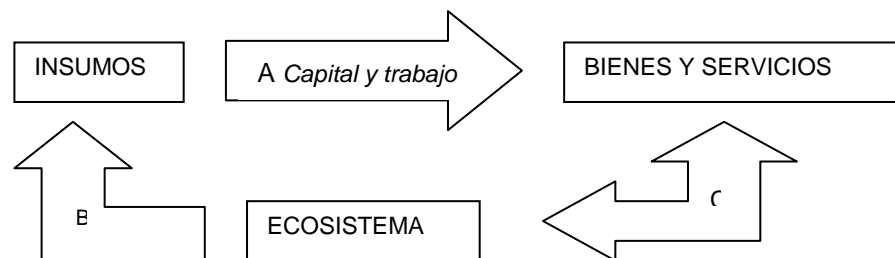 INSUMOS
A Capital y trabajo
BIENES Y SERVICIOS
B
ECOSISTEMA